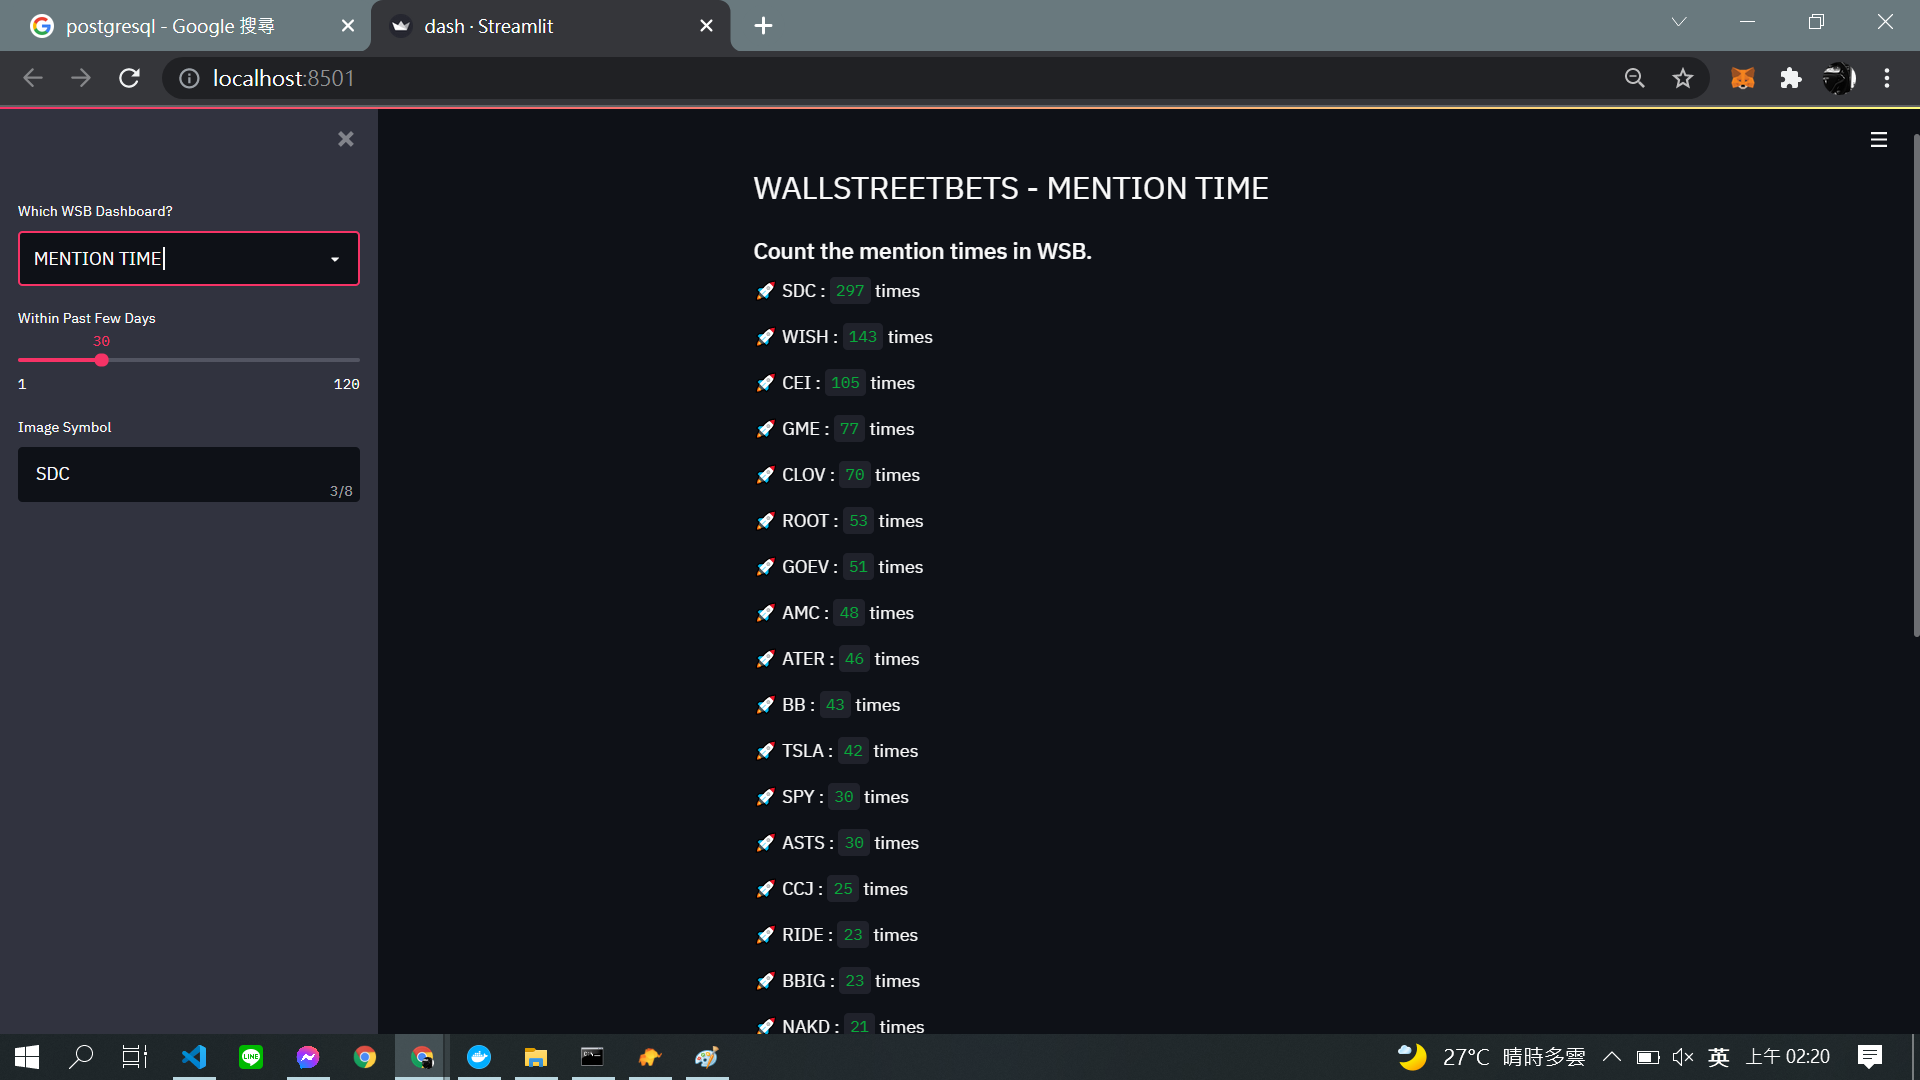 postgresql - Google 搜尋
dash · Streamlit
localhost:8501
Which WSB Dashboard?
MENTION TIME
Within Past Few Days
30
1 120
Image Symbol
SDC
3/8
WALLSTREETBETS - MENTION TIME
Count the mention times in WSB.
🚀 SDC : 297 times
🚀 WISH : 143 times
🚀 CEI : 105 times
🚀 GME : 77 times
🚀 CLOV : 70 times
🚀 ROOT : 53 times
🚀 GOEV : 51 times
🚀 AMC : 48 times
🚀 ATER : 46 times
🚀 BB : 43 times
🚀 TSLA : 42 times
🚀 SPY : 30 times
🚀 ASTS : 30 times
🚀 CCJ : 25 times
🚀 RIDE : 23 times
🚀 BBIG : 23 times
🚀 NAKD : 21 times
LINE
27°C 晴時多雲 英 上午 02:20